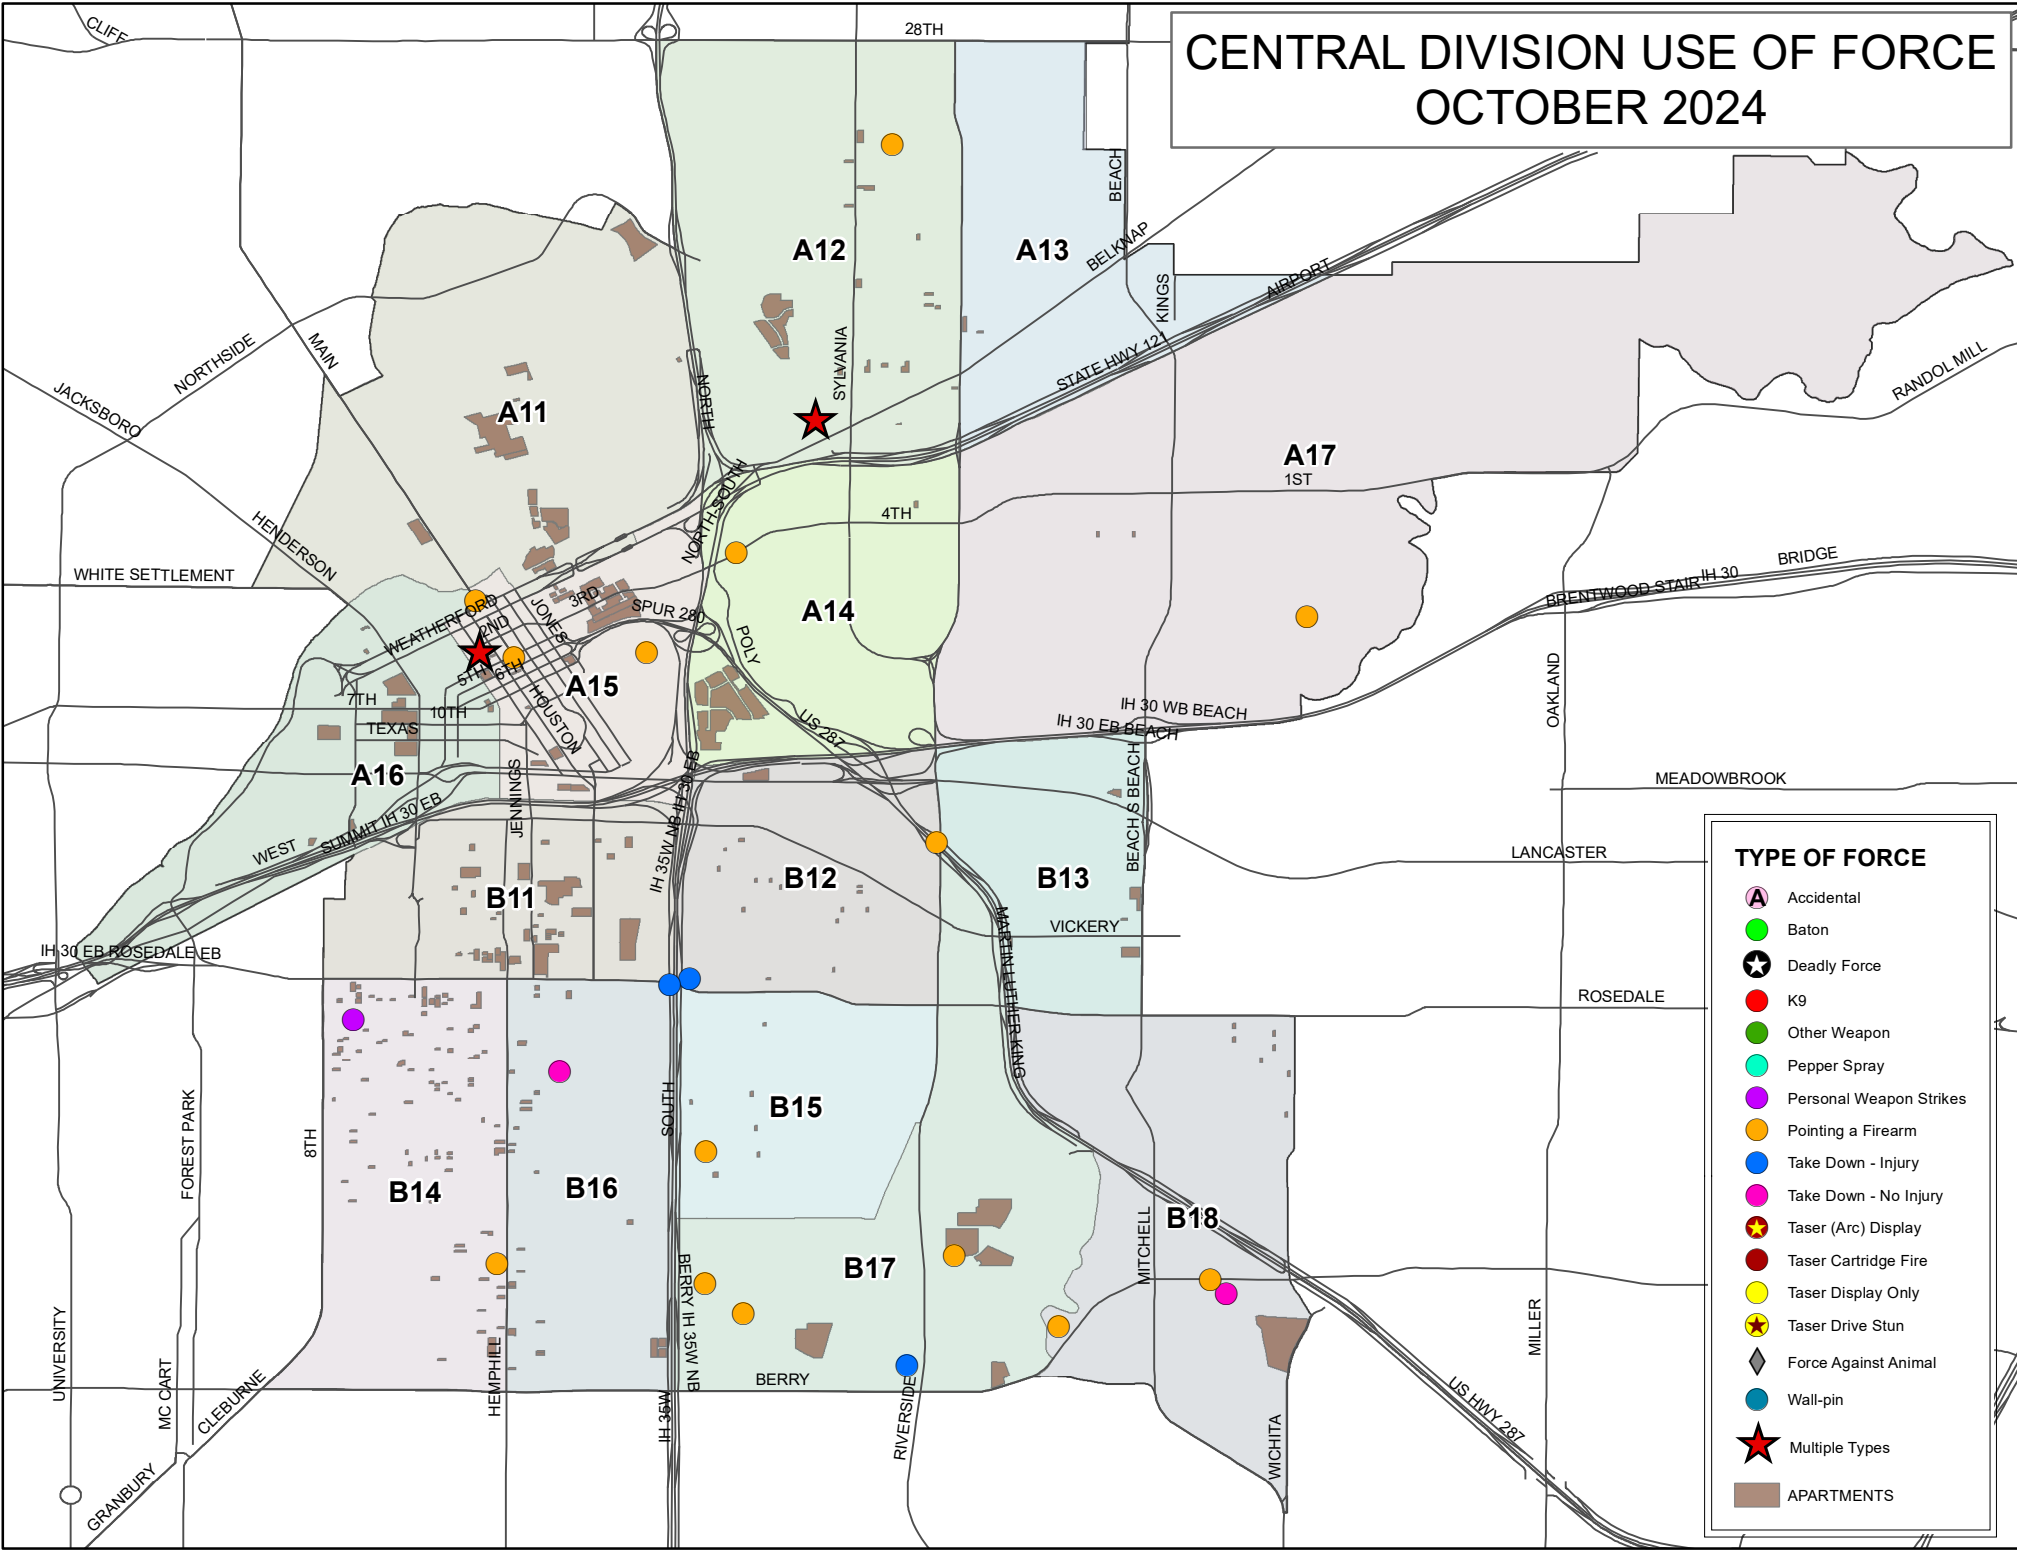 CENTRAL DIVISION USE OF FORCE
OCTOBER 2024
CLIFF
28TH
BEACH
A12
A13
BELKNAP
KINGS
AIRPORT
NORTHSIDE
MAIN
SYLVANIA
STATE HWY 121
RANDOL MILL
JACKSBORO
NORTH
A11
A17
1ST
NORTH-SOUTH
4TH
HENDERSON
WHITE SETTLEMENT
BRIDGE
IH 30
BRENTWOOD STAIR
WEATHERFORD
2ND
JONES
3RD
SPUR 280
A14
POLY
5TH
6TH
A15
HOUSTON
7TH
10TH
TEXAS
US 287
IH 30 WB BEACH
IH 30 EB BEACH
OAKLAND
A16
JENNINGS
IH 35W NB IH 30 EB
BEACH S BEACH
MEADOWBROOK
SUMMIT IH 30 EB
WEST
LANCASTER
B11
B12
B13
VICKERY
MARTIN LUTHER KING
IH 30 EB ROSEDALE EB
ROSEDALE
FOREST PARK
8TH
SOUTH
B15
B14
B16
B18
MITCHELL
B17
BERRY IH 35W NB
UNIVERSITY
MC CART
CLEBURNE
HEMPHILL
BERRY
IH 35W
RIVERSIDE
WICHITA
MILLER
US HWY 287
GRANBURY
TYPE OF FORCE
A Accidental
Baton
Deadly Force
K9
Other Weapon
Pepper Spray
Personal Weapon Strikes
Pointing a Firearm
Take Down - Injury
Take Down - No Injury
Taser (Arc) Display
Taser Cartridge Fire
Taser Display Only
Taser Drive Stun
Force Against Animal
Wall-pin
Multiple Types
APARTMENTS